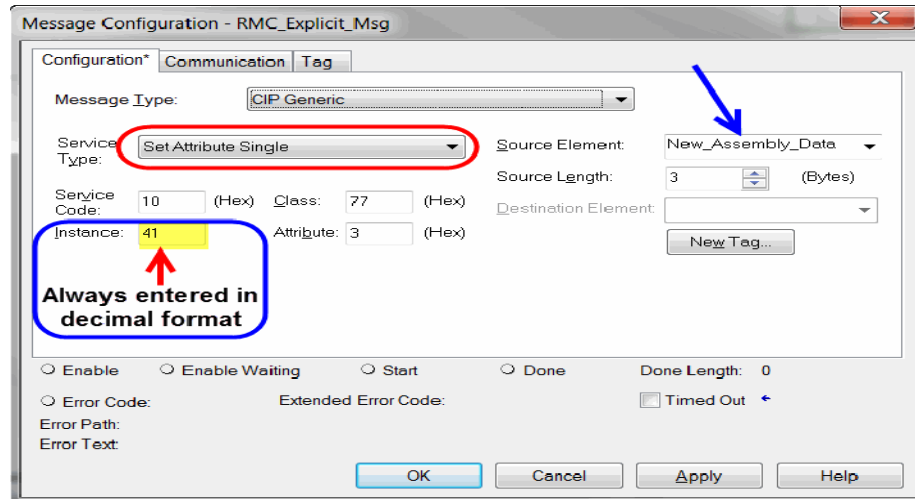 Message Configuration - RMC_Explicit_Msg
Configuration* Communication Tag
Message Type: CIP Generic
Service Type: Set Attribute Single
Source Element: New_Assembly_Data
Source Length: 3 (Bytes)
Service Code: 10 (Hex) Class: 77 (Hex)
Destination Element:
Instance: 41 Attribute: 3 (Hex)
New Tag...
Always entered in
decimal format
Enable Enable Waiting Start Done Done Length: 0
Error Code: Extended Error Code: Timed Out
Error Path:
Error Text:
OK Cancel Apply Help